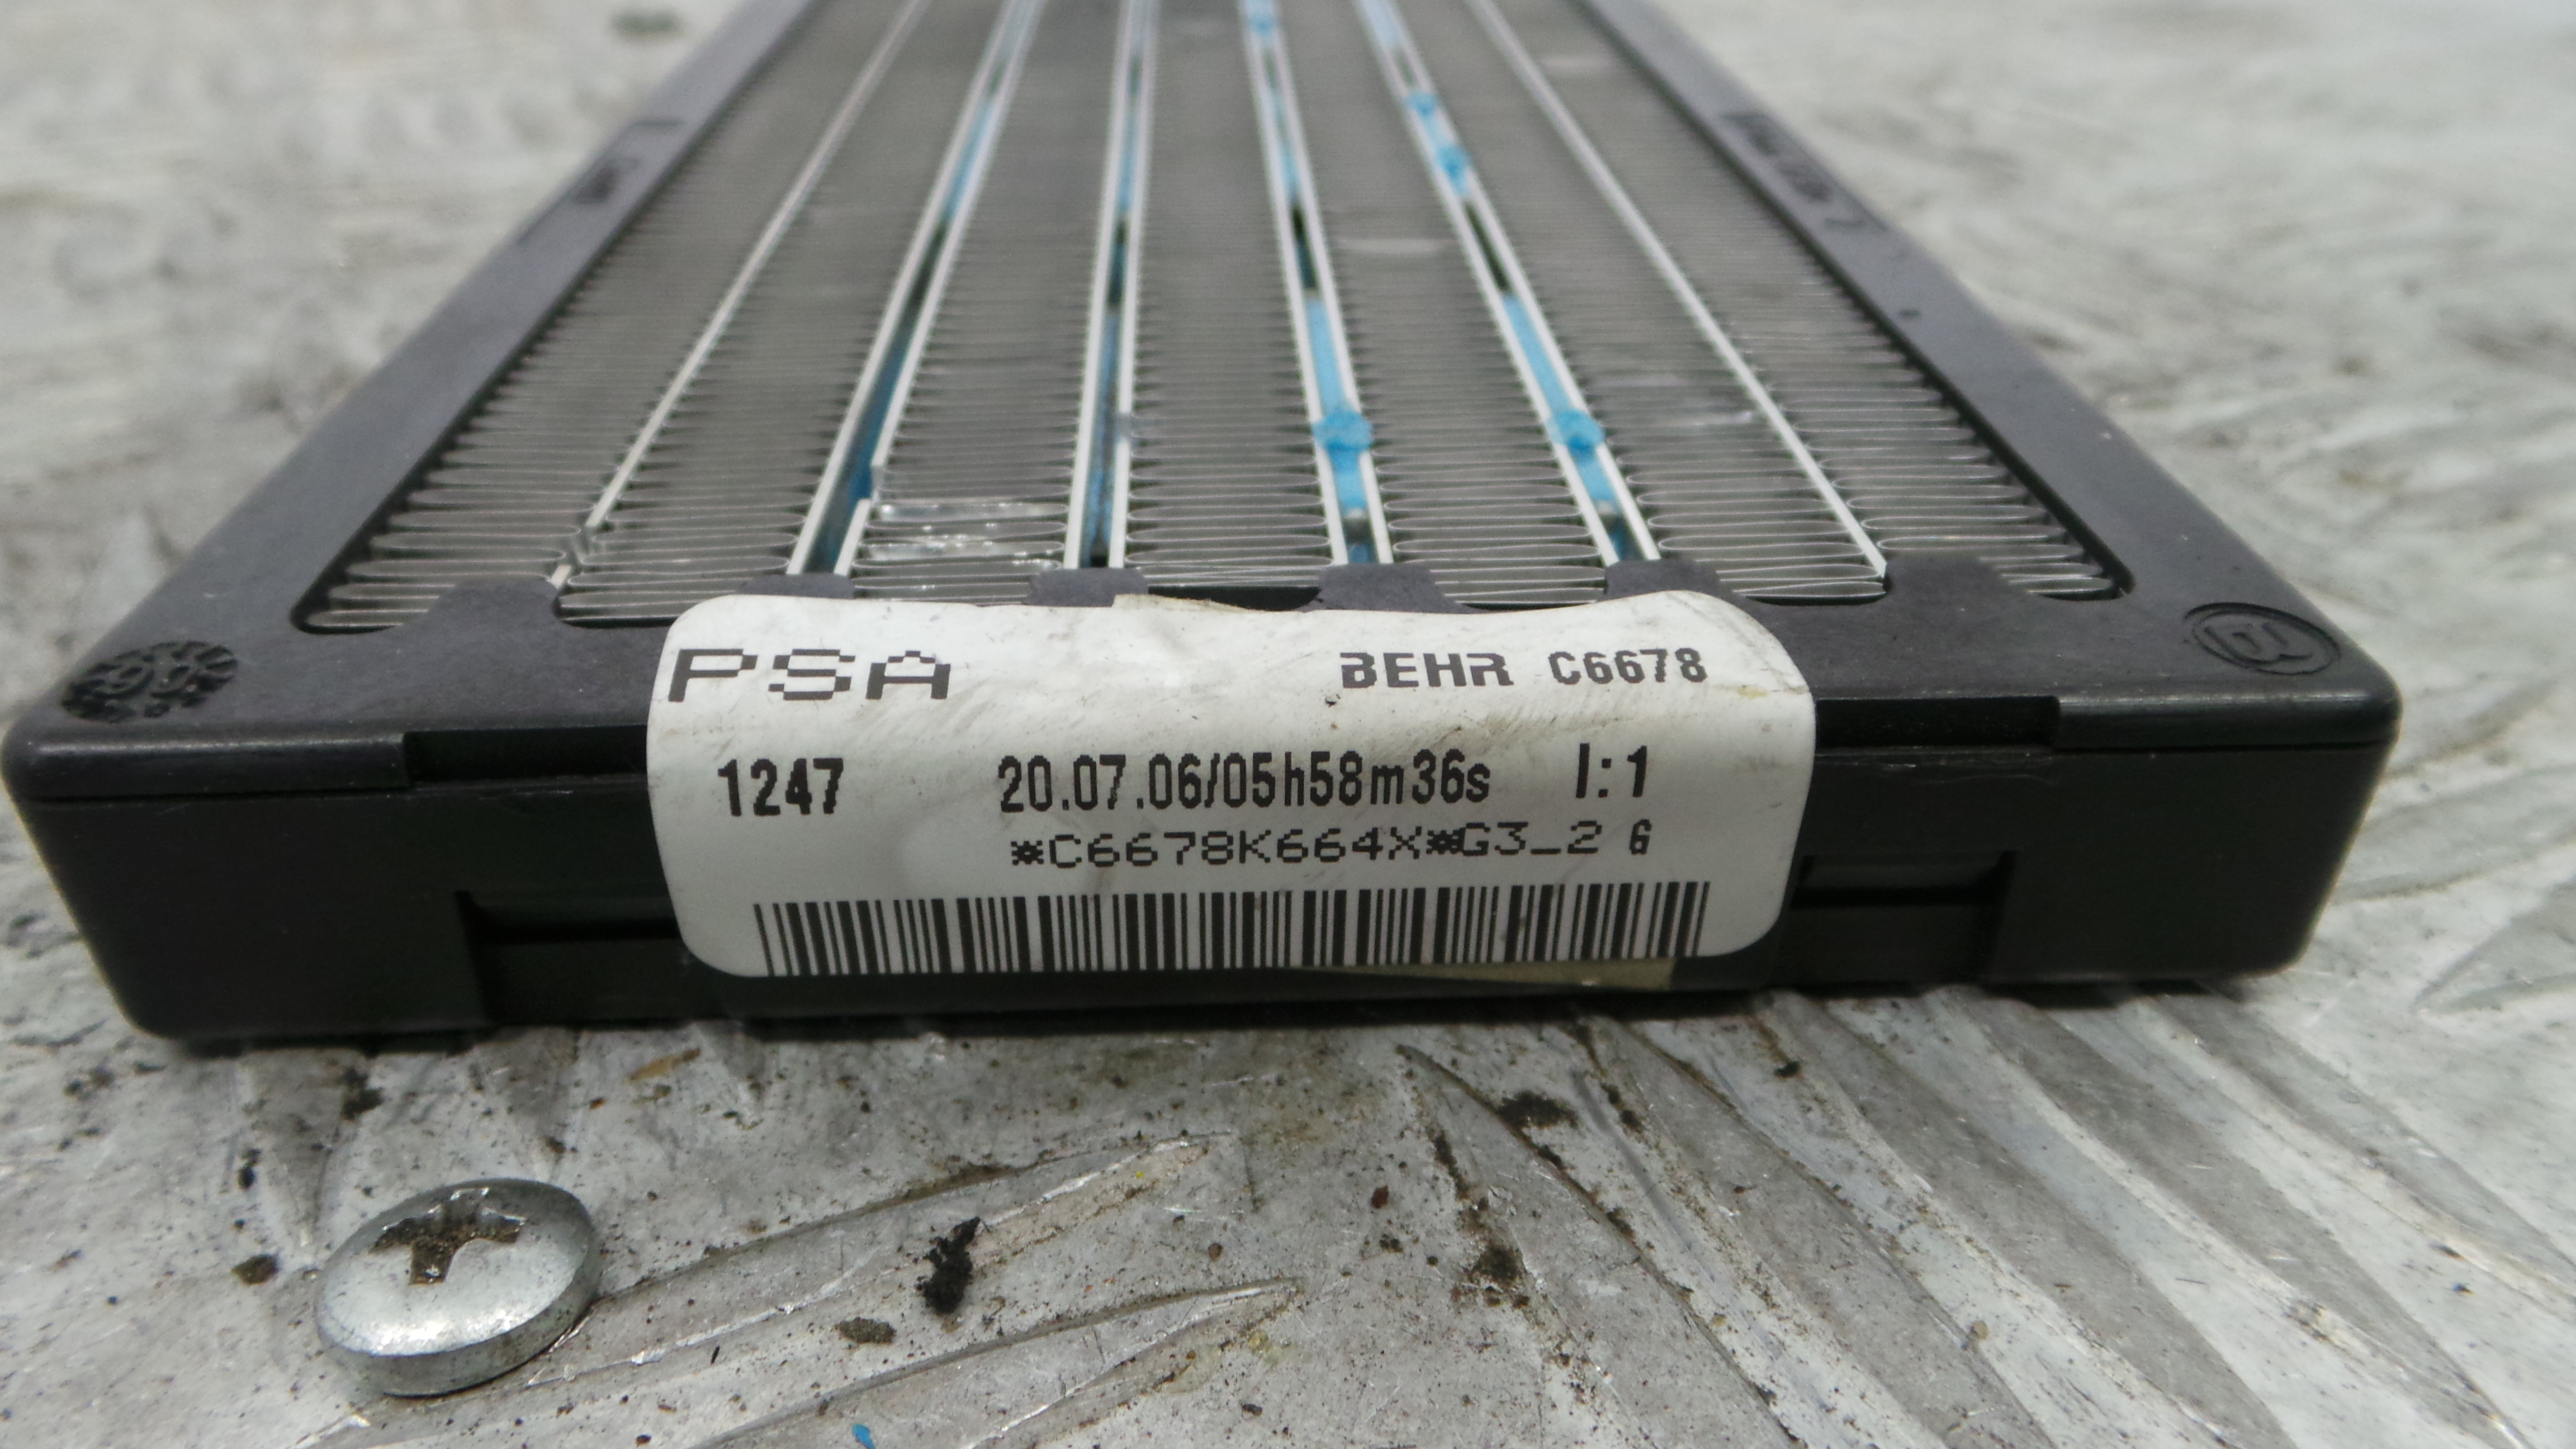 PSA BEHR C6678
1247 20.07.06/05h58m36s I:1
*C6678K664X*G3_2 G